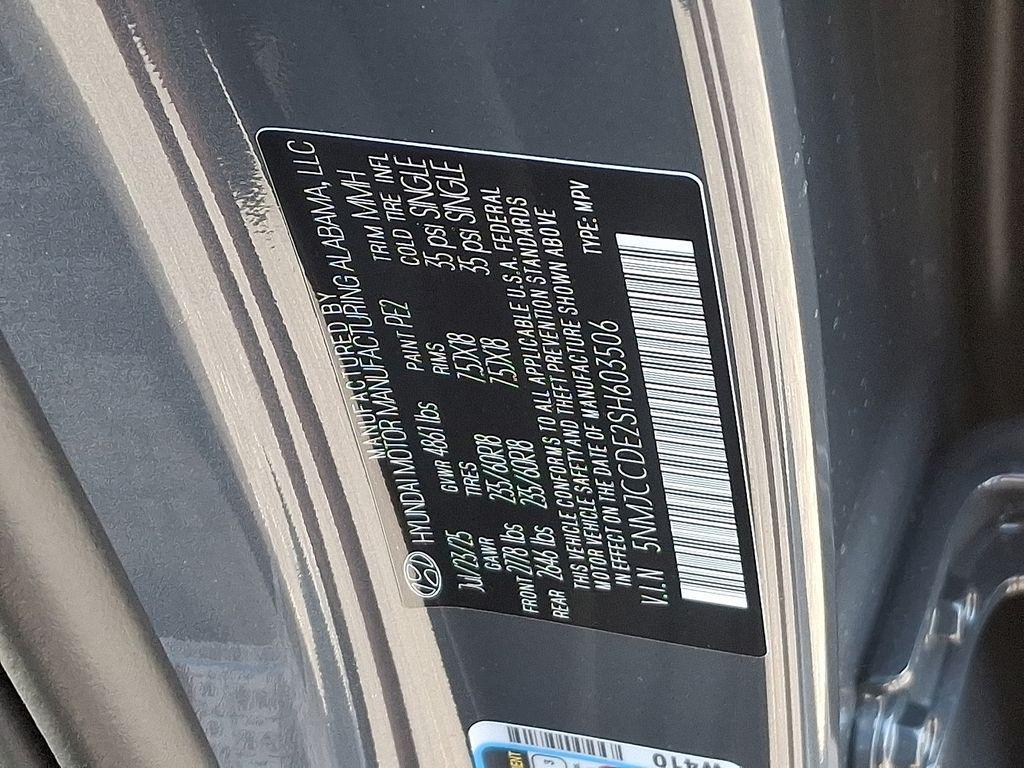 MANUFACTURED BY
HYUNDAI MOTOR MANUFACTURING ALABAMA, LLC
JU/23/25 GVWR 4861 lbs PAINT PE2 TRIM MMH
GAWR TIRES RIMS COLD TIRE INFL
FRONT 2778 lbs 235/60R18 7.5JX18 35 psi SINGLE
REAR 2646 lbs 235/60R18 7.5JX18 35 psi SINGLE
THIS VEHICLE CONFORMS TO ALL APPLICABLE U.S.A. FEDERAL
MOTOR VEHICLE SAFETY AND THEFT PREVENTION STANDARDS
IN EFFECT ON THE DATE OF MANUFACTURE SHOWN ABOVE
V.I.N 5NMJCCDE2SH603506 TYPE: MPV
W410